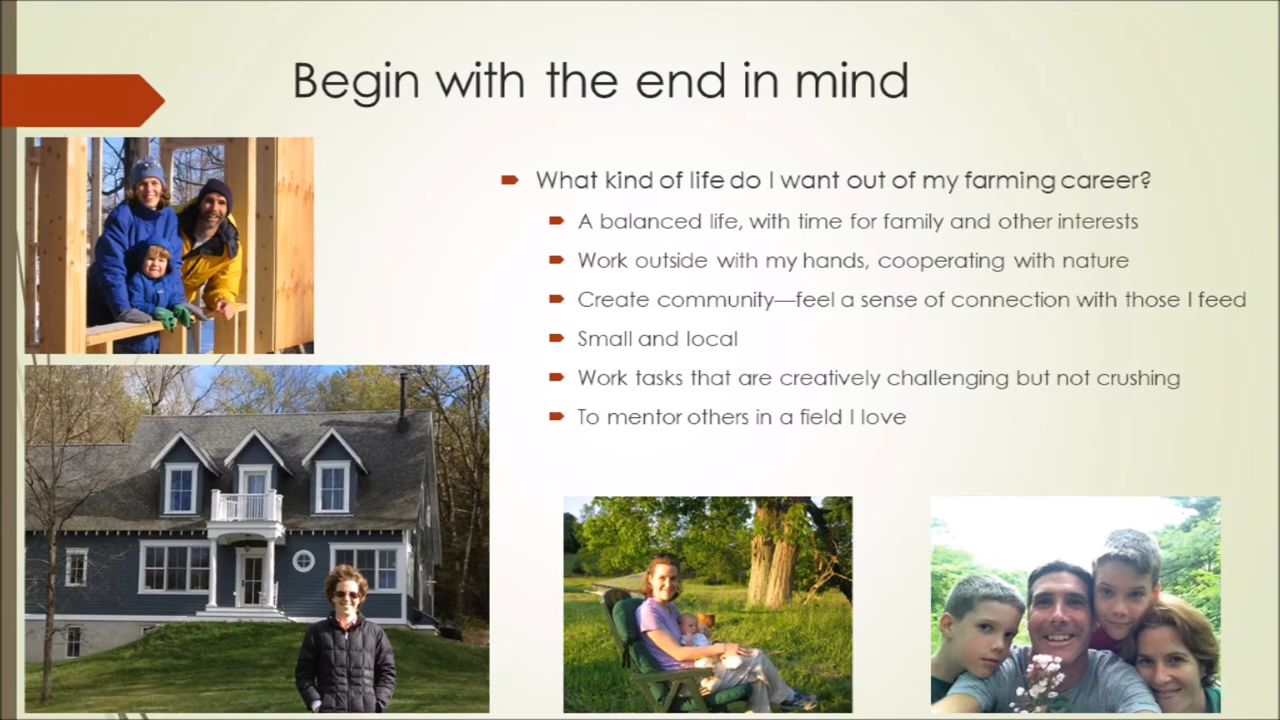 Begin with the end in mind
What kind of life do I want out of my farming career?
A balanced life, with time for family and other interests
Work outside with my hands, cooperating with nature
Create community—feel a sense of connection with those I feed
Small and local
Work tasks that are creatively challenging but not crushing
To mentor others in a field I love